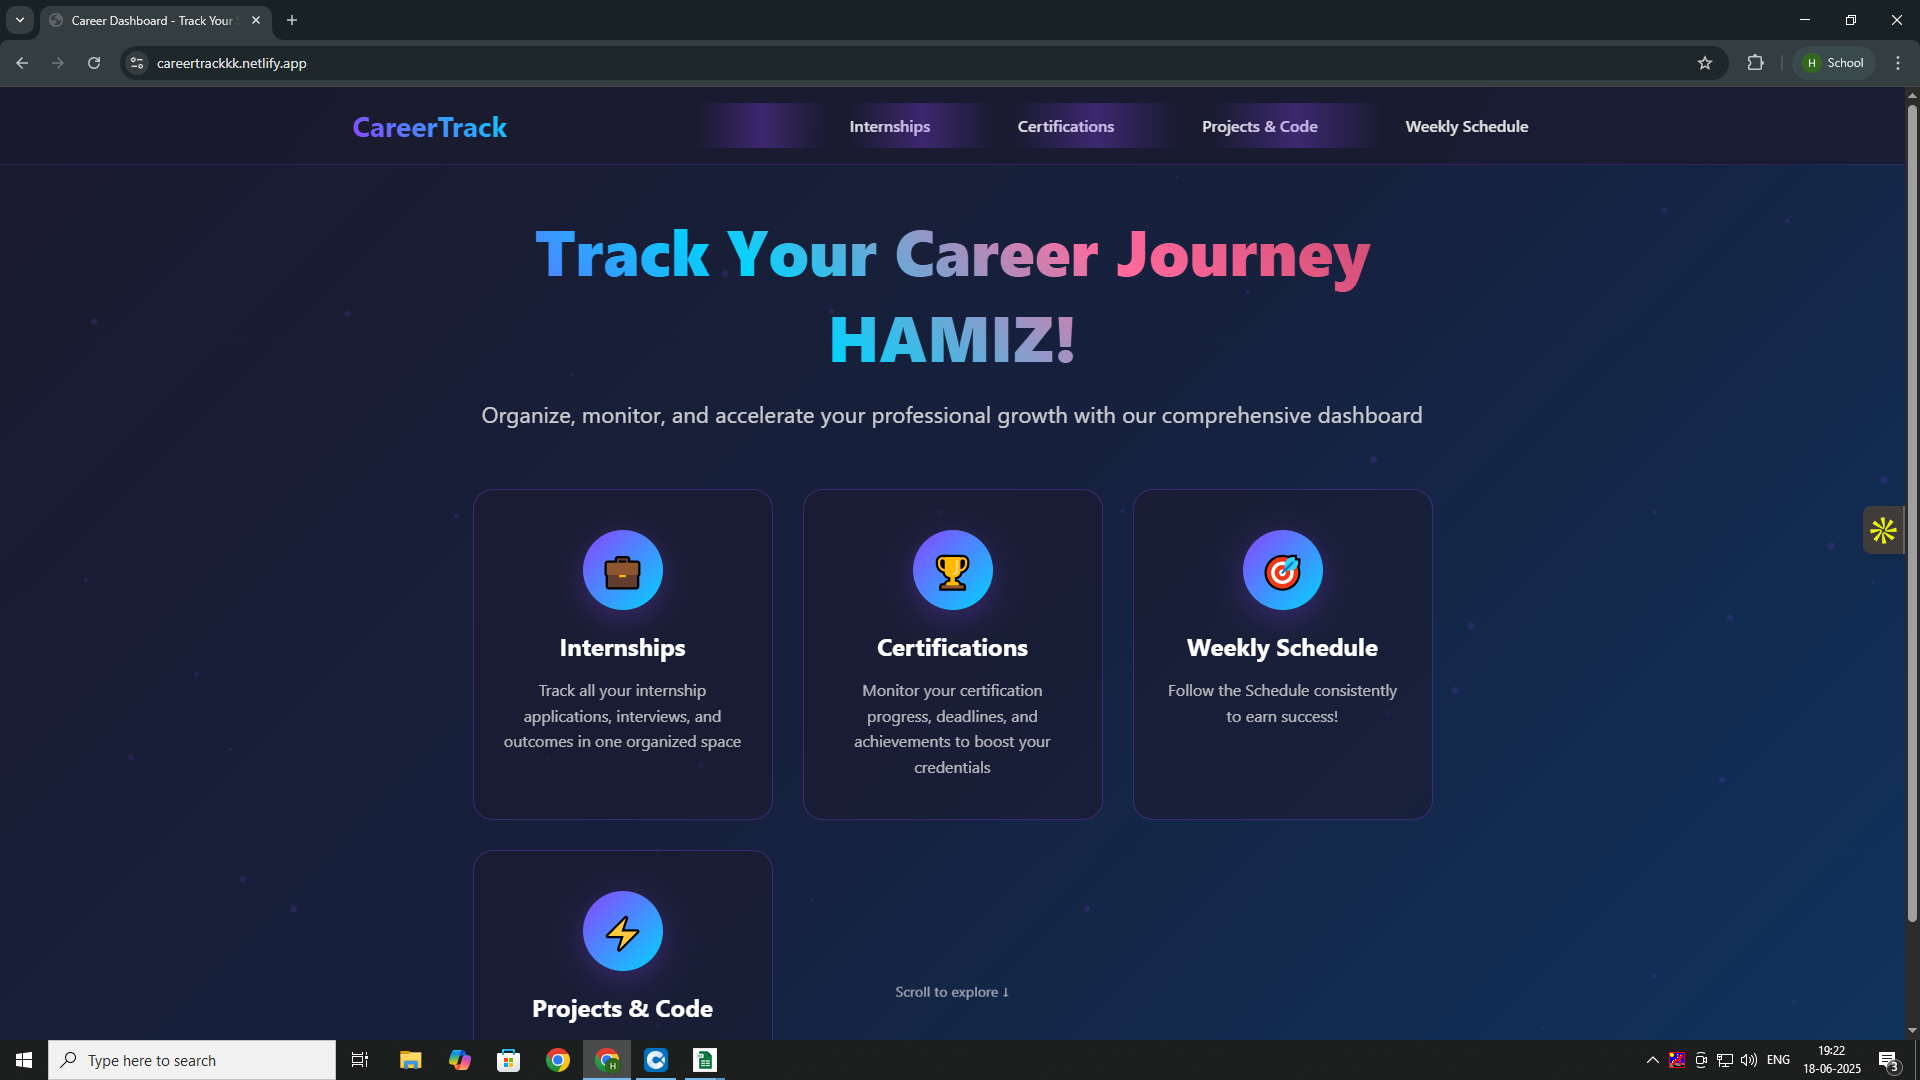 Career Dashboard - Track Your
careertrackkk.netlify.app
H School
CareerTrack
Internships
Certifications
Projects & Code
Weekly Schedule
Track Your Career Journey
HAMIZ!
Organize, monitor, and accelerate your professional growth with our comprehensive dashboard
Internships
Track all your internship
applications, interviews, and
outcomes in one organized space
Certifications
Monitor your certification
progress, deadlines, and
achievements to boost your
credentials
Weekly Schedule
Follow the Schedule consistently
to earn success!
Projects & Code
Scroll to explore ↓
Type here to search
H
ENG
19:22
18-06-2025
3